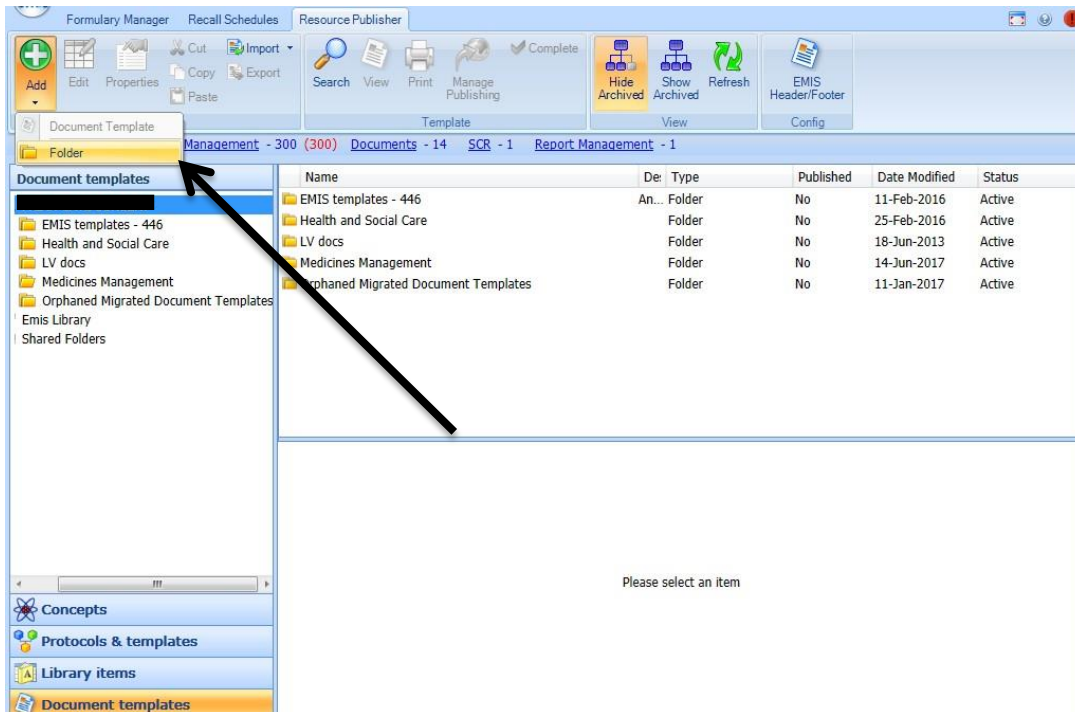 Formulary Manager Recall Schedules Resource Publisher
Add Edit Properties Cut Copy Paste Import Export
Search View Print Manage Publishing Complete
Hide Archived Show Archived Refresh EMIS Header/Footer
Template View Config
Document Template
Folder
Management - 300 (300) Documents - 14 SCR - 1 Report Management - 1
Document templates
EMIS templates - 446
Health and Social Care
LV docs
Medicines Management
Orphaned Migrated Document Templates
Emis Library
Shared Folders
Name De: Type Published Date Modified Status
EMIS templates - 446 An... Folder No 11-Feb-2016 Active
Health and Social Care Folder No 25-Feb-2016 Active
LV docs Folder No 18-Jun-2013 Active
Medicines Management Folder No 14-Jun-2017 Active
Orphaned Migrated Document Templates Folder No 11-Jan-2017 Active
Please select an item
Concepts
Protocols & templates
Library items
Document templates